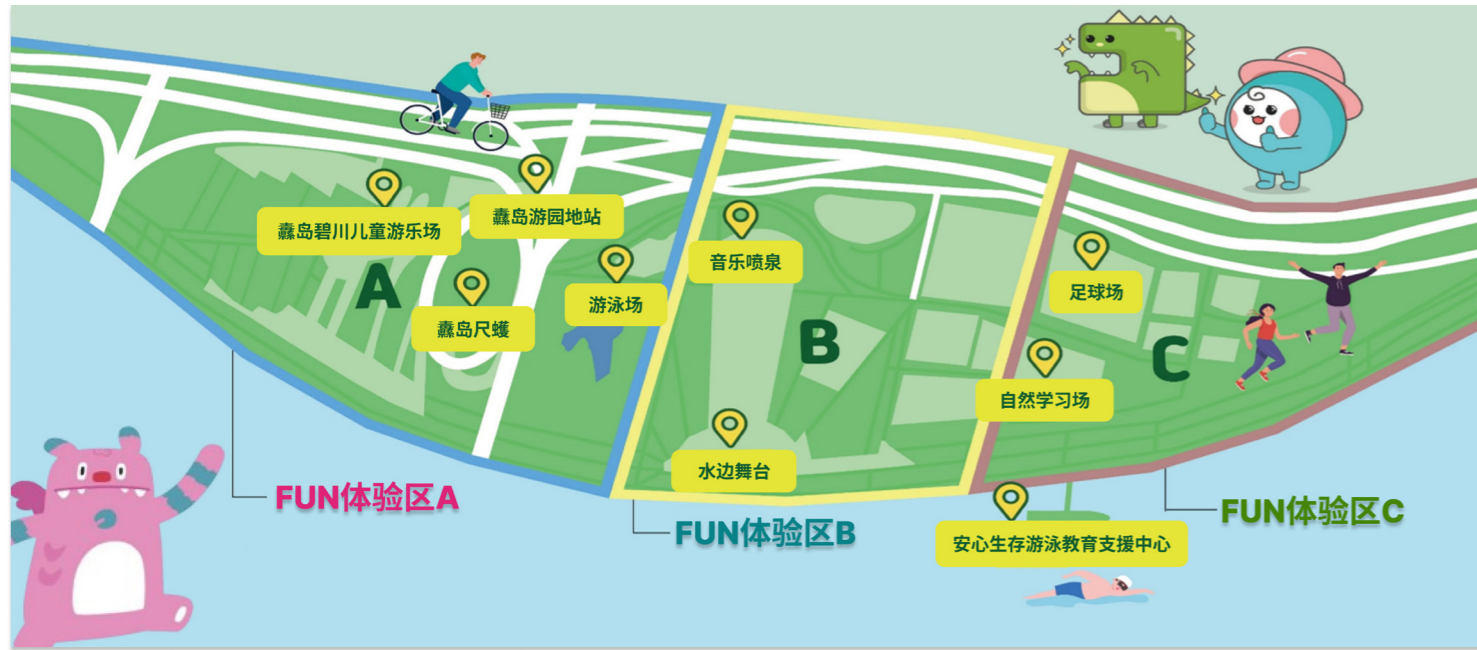 纛岛碧川儿童游乐场
纛岛游园地站
纛岛尺蠖
游泳场
A
音乐喷泉
B
水边舞台
足球场
自然学习场
C
安心生存游泳教育支援中心
FUN体验区A
FUN体验区B
FUN体验区C